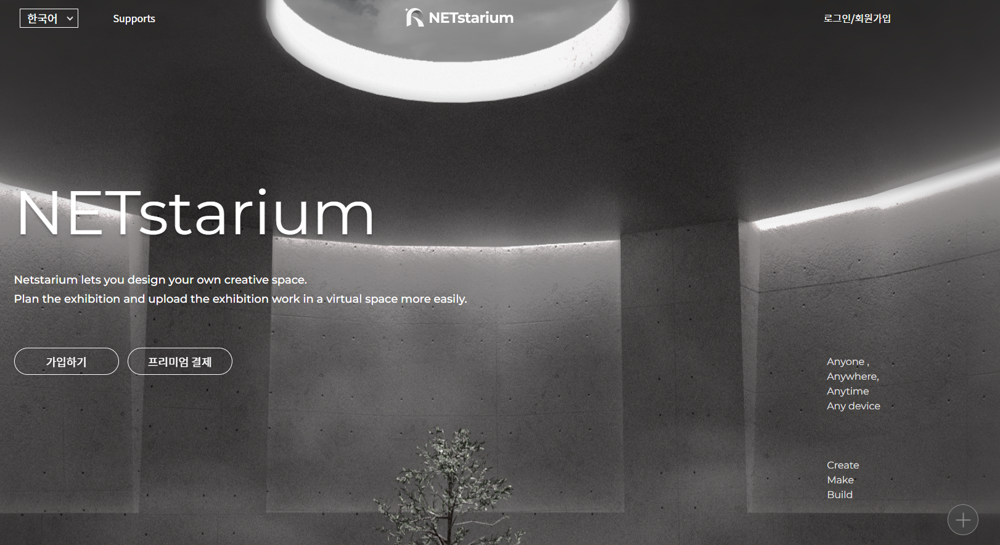 한국어
Supports
NETstarium
로그인/회원가입
NETstarium
Netstarium lets you design your own creative space.
Plan the exhibition and upload the exhibition work in a virtual space more easily.
가입하기
프리미엄 결제
Anyone ,
Anywhere,
Anytime
Any device
Create
Make
Build